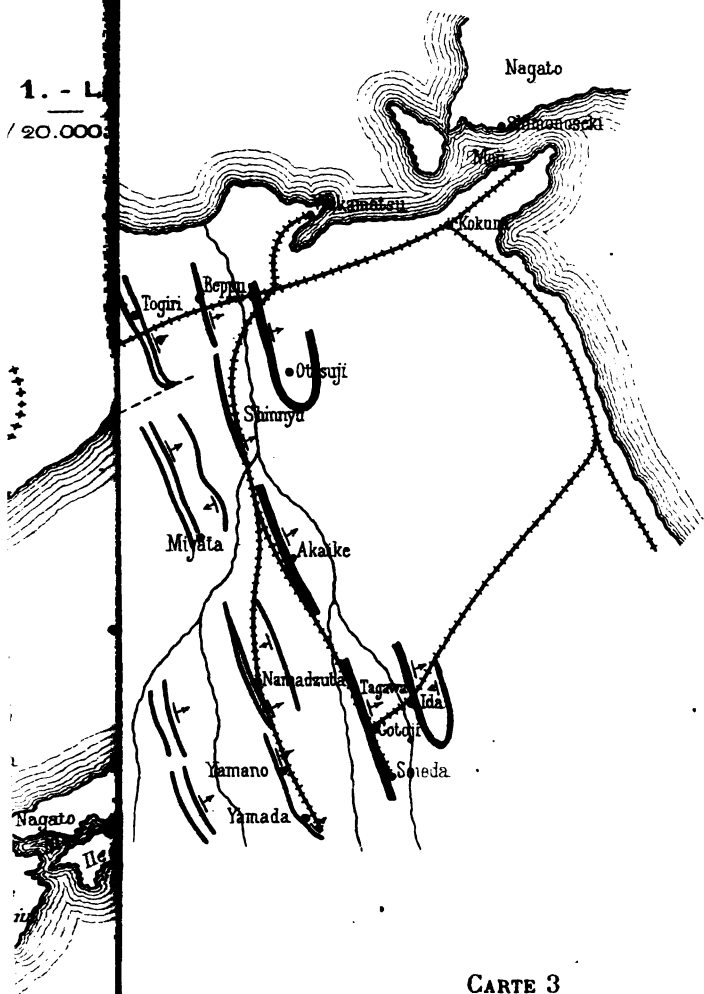 1. - L
Nagato
/ 20.000
Shimonoseki
Moji
Wakamatsu
Kokura
Beppu
Togiri
Otisuji
Shinnyu
Miyata
Akaike
Namadzuta
Tagawa
Ida
Gotoji
Yamano
Soeda
Yamada
Nagato
Ile
CARTE 3